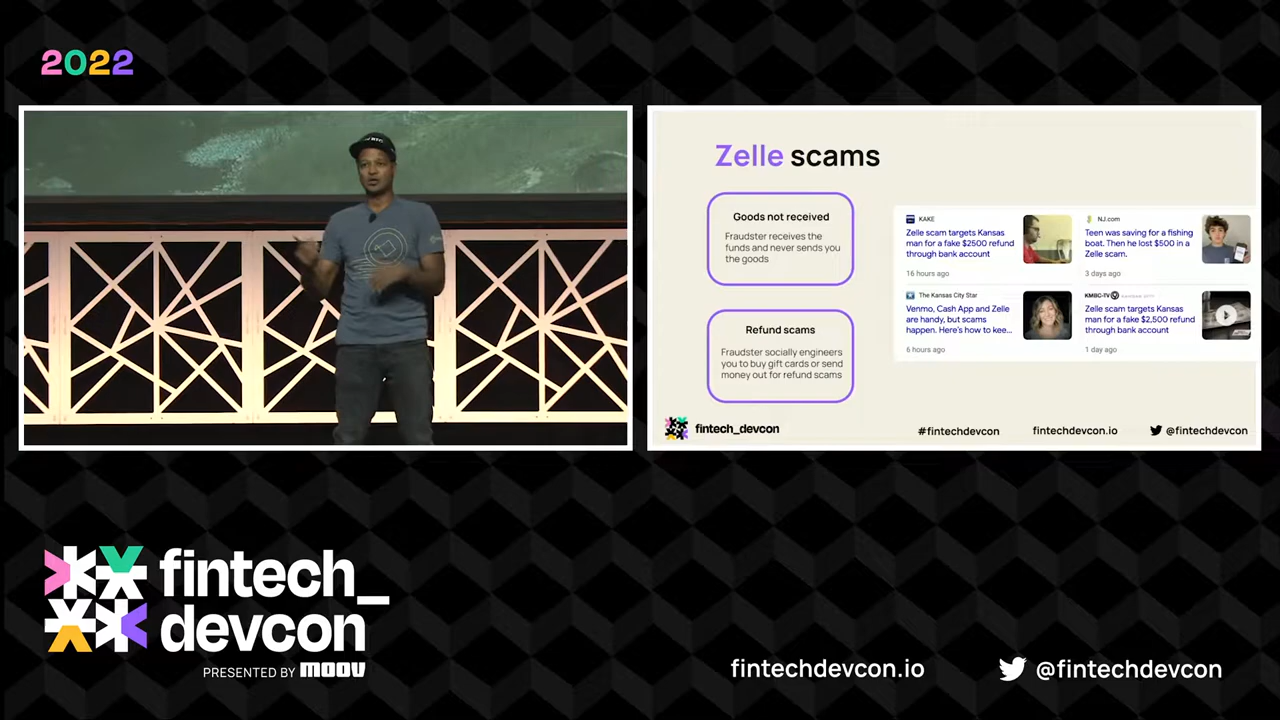 2022
Zelle scams
Goods not received
Fraudster receives the
funds and never sends you
the goods
Refund scams
Fraudster socially engineers
you to buy gift cards or send
money out for refund scams
KAKE
Zelle scam targets Kansas
man for a fake $2500 refund
through bank account
16 hours ago
NJ.com
Teen was saving for a fishing
boat. Then he lost $500 in a
Zelle scam.
3 days ago
The Kansas City Star
Venmo, Cash App and Zelle
are handy, but scams
happen. Here's how to kee...
6 hours ago
KMBC-TV
Zelle scam targets Kansas
man for a fake $2,500 refund
through bank account
1 day ago
fintech_devcon
#fintechdevcon
fintechdevcon.io
@fintechdevcon
fintech_
devcon
PRESENTED BY MOOV
fintechdevcon.io
@fintechdevcon